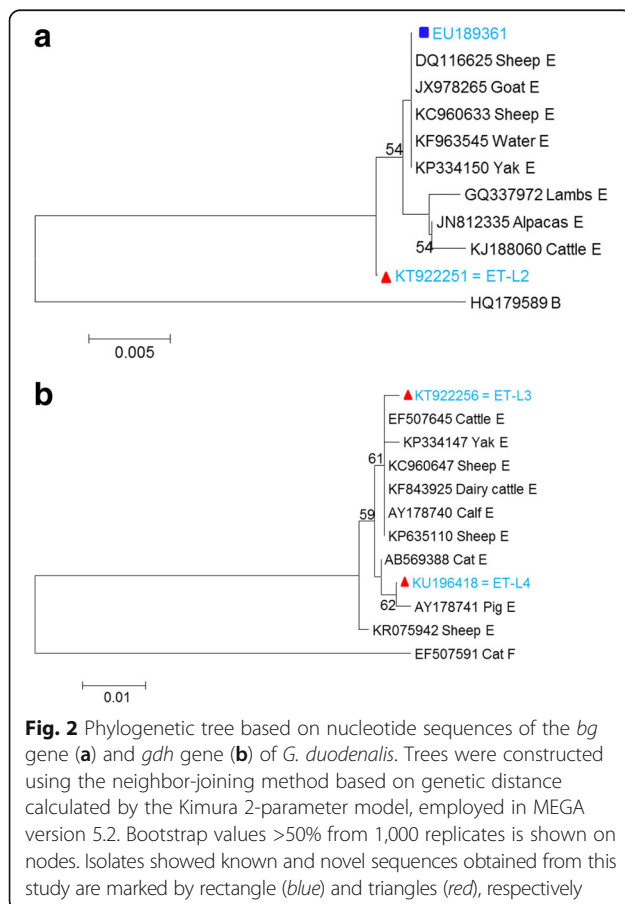 a
EU189361
DQ116625 Sheep E
JX978265 Goat E
KC960633 Sheep E
KF963545 Water E
54
KP334150 Yak E
GQ337972 Lambs E
JN812335 Alpacas E
54
KJ188060 Cattle E
KT922251 = ET-L2
HQ179589 B
0.005
b
KT922256 = ET-L3
EF507645 Cattle E
KP334147 Yak E
61
KC960647 Sheep E
KF843925 Dairy cattle E
59
AY178740 Calf E
KP635110 Sheep E
AB569388 Cat E
KU196418 = ET-L4
62
AY178741 Pig E
KR075942 Sheep E
EF507591 Cat F
0.01
Fig. 2 Phylogenetic tree based on nucleotide sequences of the bg
gene (a) and gdh gene (b) of G. duodenalis. Trees were constructed
using the neighbor-joining method based on genetic distance
calculated by the Kimura 2-parameter model, employed in MEGA
version 5.2. Bootstrap values >50% from 1,000 replicates is shown on
nodes. Isolates showed known and novel sequences obtained from this
study are marked by rectangle (blue) and triangles (red), respectively